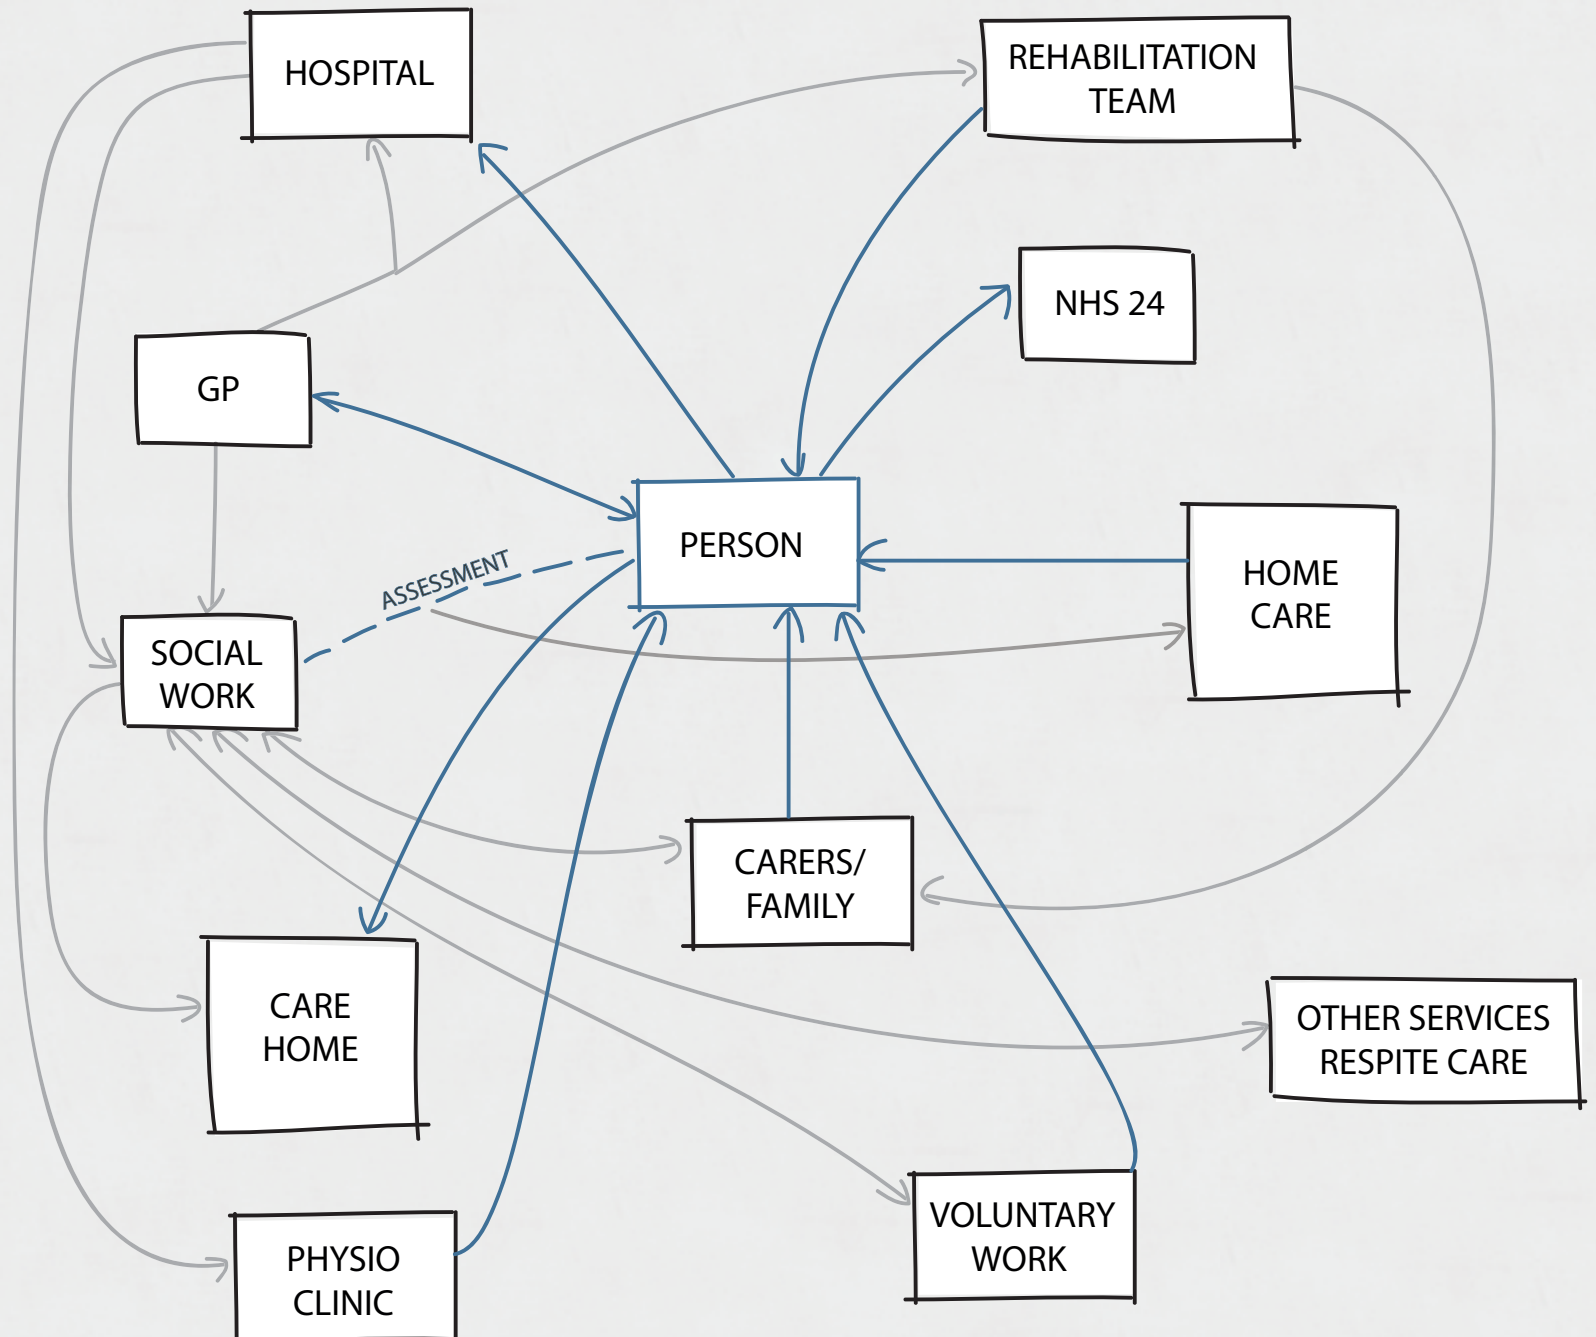 HOSPITAL
REHABILITATION
TEAM
NHS 24
GP
PERSON
ASSESSMENT
HOME
CARE
SOCIAL
WORK
CARERS/
FAMILY
CARE
HOME
OTHER SERVICES
RESPITE CARE
VOLUNTARY
WORK
PHYSIO
CLINIC